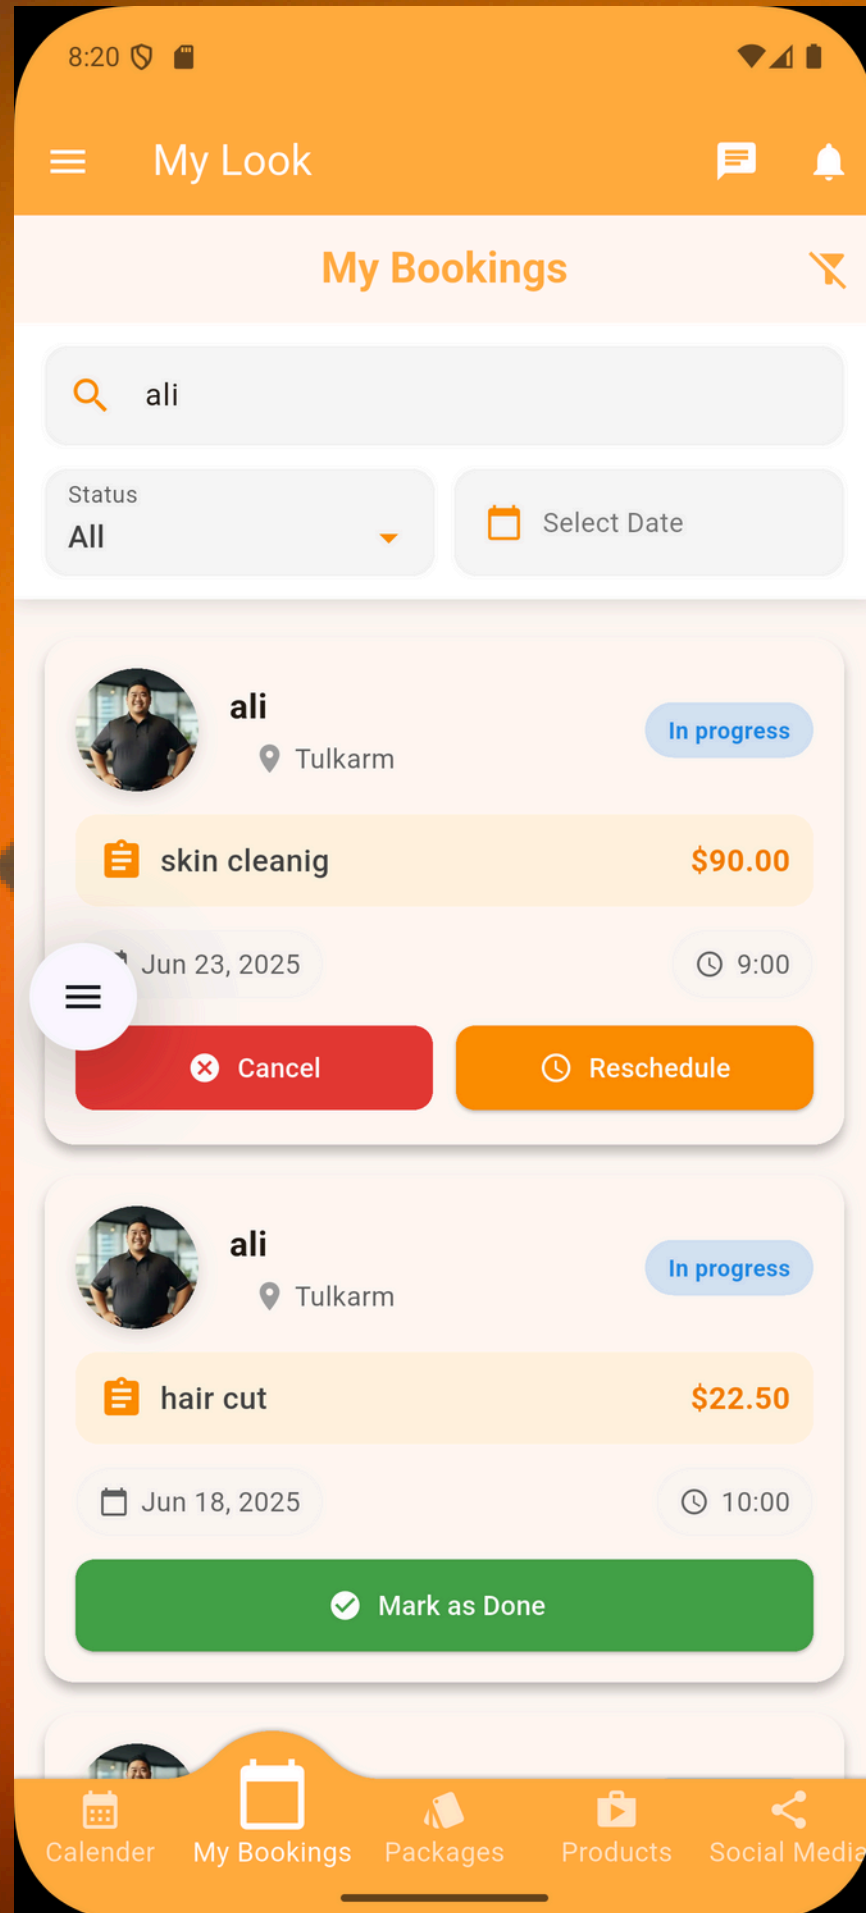 8:20
My Look
My Bookings
ali
Status
All
Select Date
ali
Tulkarm
In progress
skin cleanig
$90.00
Jun 23, 2025
9:00
Cancel
Reschedule
ali
Tulkarm
In progress
hair cut
$22.50
Jun 18, 2025
10:00
Mark as Done
Calender
My Bookings
Packages
Products
Social Media